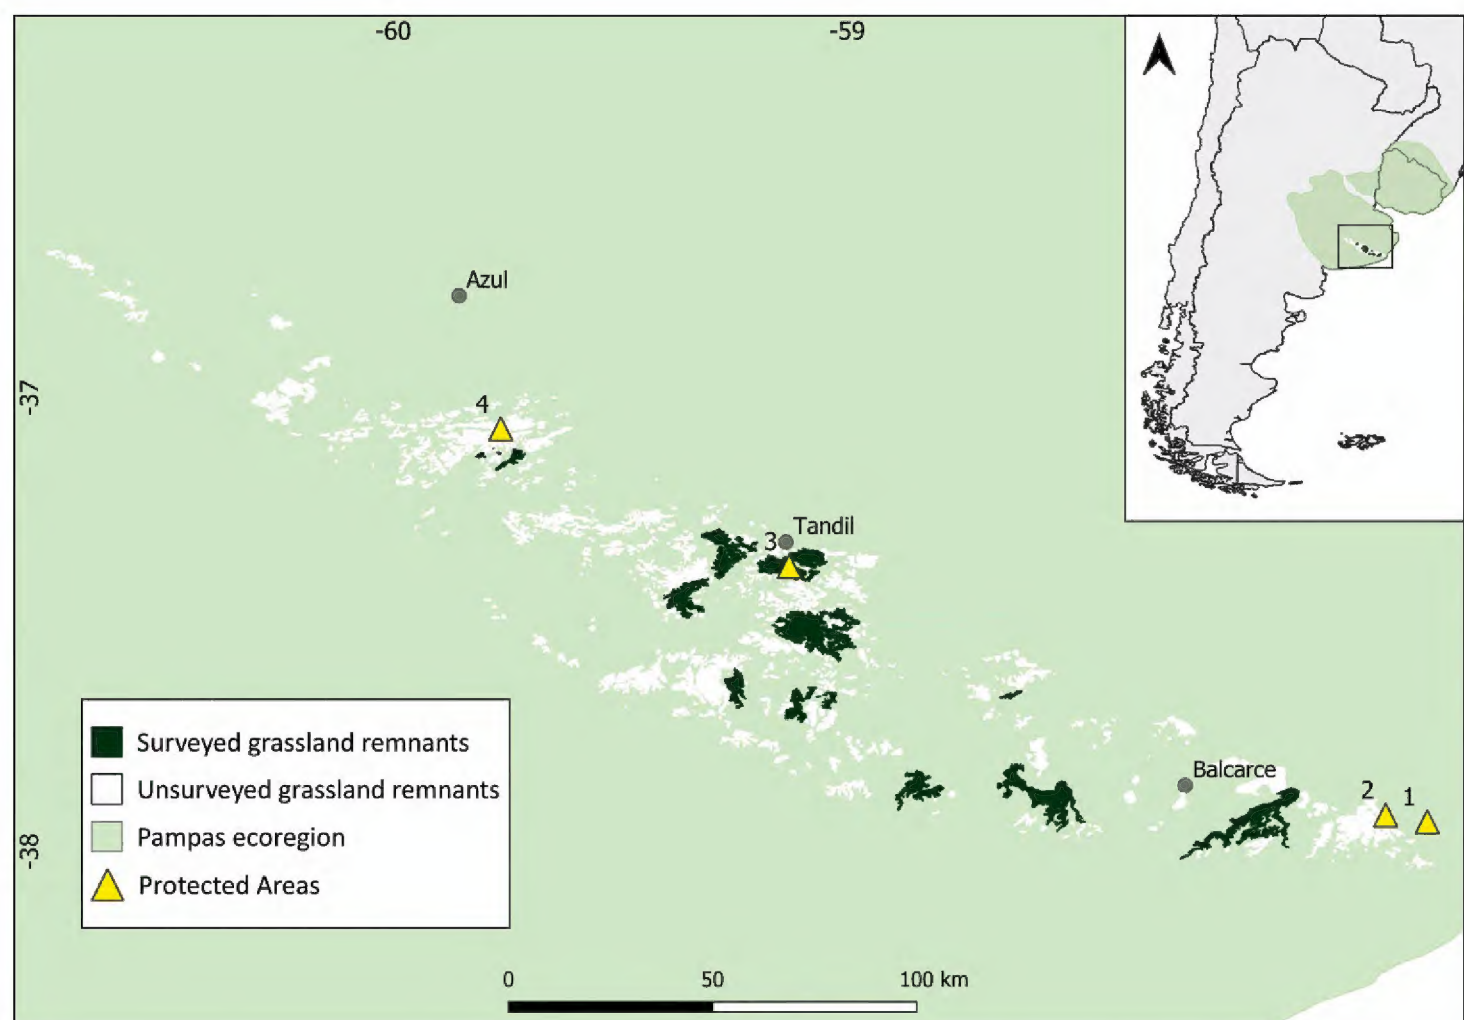 -60
-59
Azul
-37
4
Tandil
3
Balcarce
2
1
-38
Surveyed grassland remnants
Unsurveyed grassland remnants
Pampas ecoregion
Protected Areas
0
50
100 km